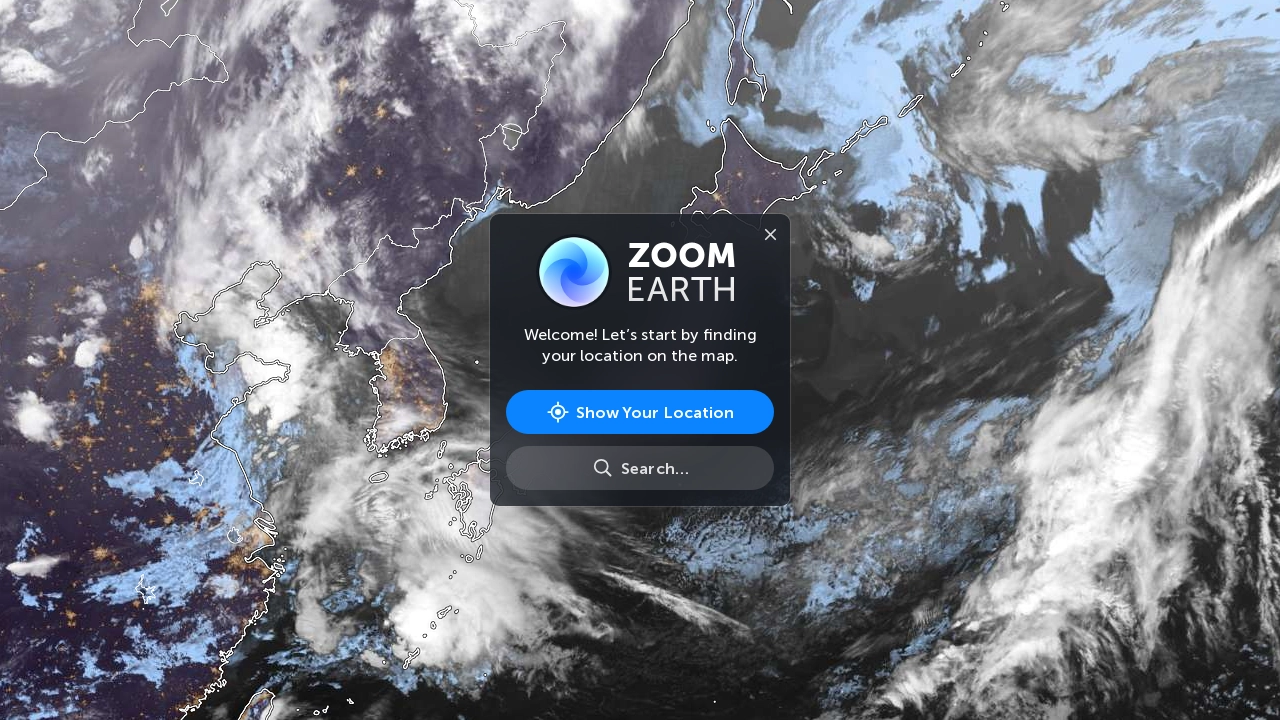 ZOOM
EARTH
Welcome! Let’s start by finding
your location on the map.
Show Your Location
Search...